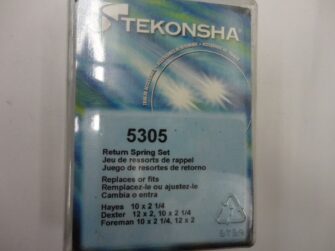 TEKONSHA
5305
Return Spring Set
Jeu de ressorts de rappel
Juego de resortes de retorno
Replaces or fits
Remplacez-le ou ajustez-le
Cambia o entra
Hayes 10 x 2 1/4
Dexter 12 x 2, 10 x 2 1/4
Foreman 10 x 2 1/4, 12 x 2